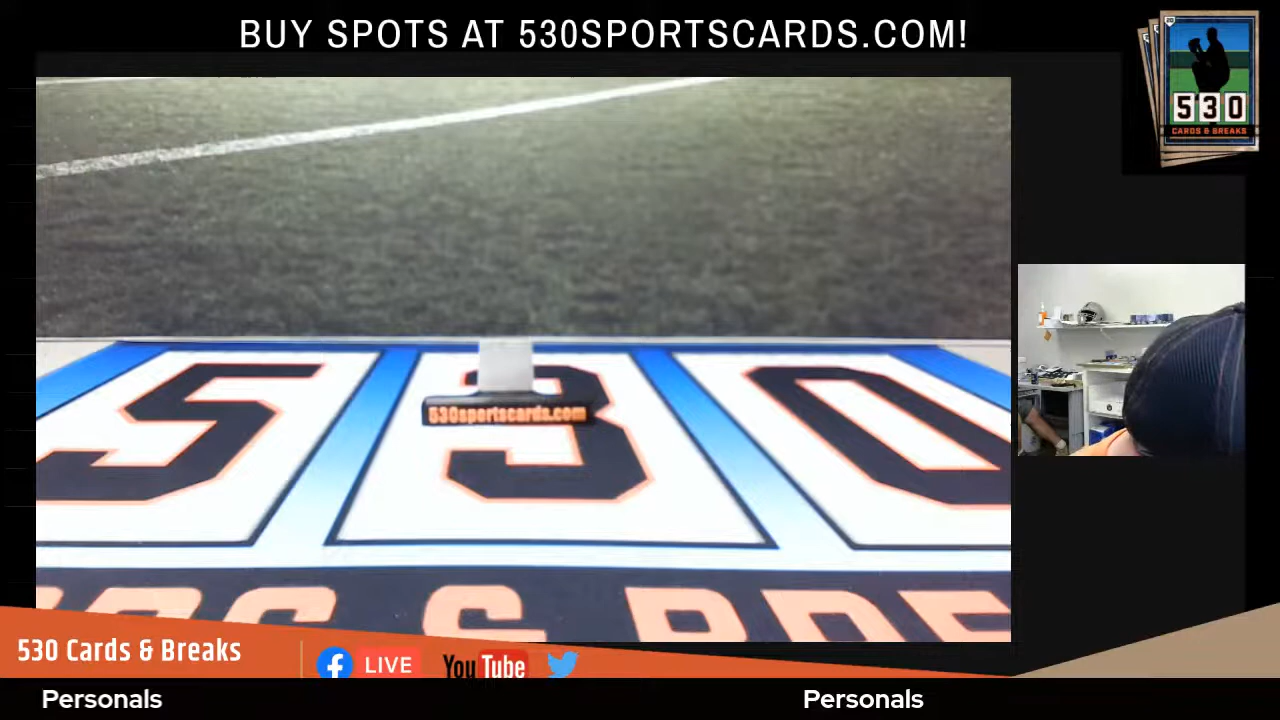 BUY SPOTS AT 530SPORTSCARDS.COM!
530
CARDS & BREAKS
530
530sportscards.com
530 Cards & Breaks
LIVE
YouTube
Personals
Personals